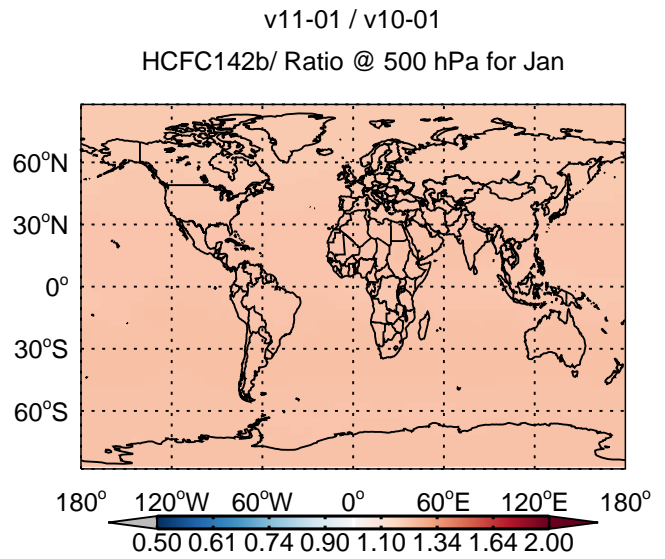 v11-01 / v10-01
HCFC142b/ Ratio @ 500 hPa for Jan
60°N
30°N
0°
30°S
60°S
180° 120°W 60°W 0° 60°E 120°E 180°
0.50 0.61 0.74 0.90 1.10 1.34 1.64 2.00